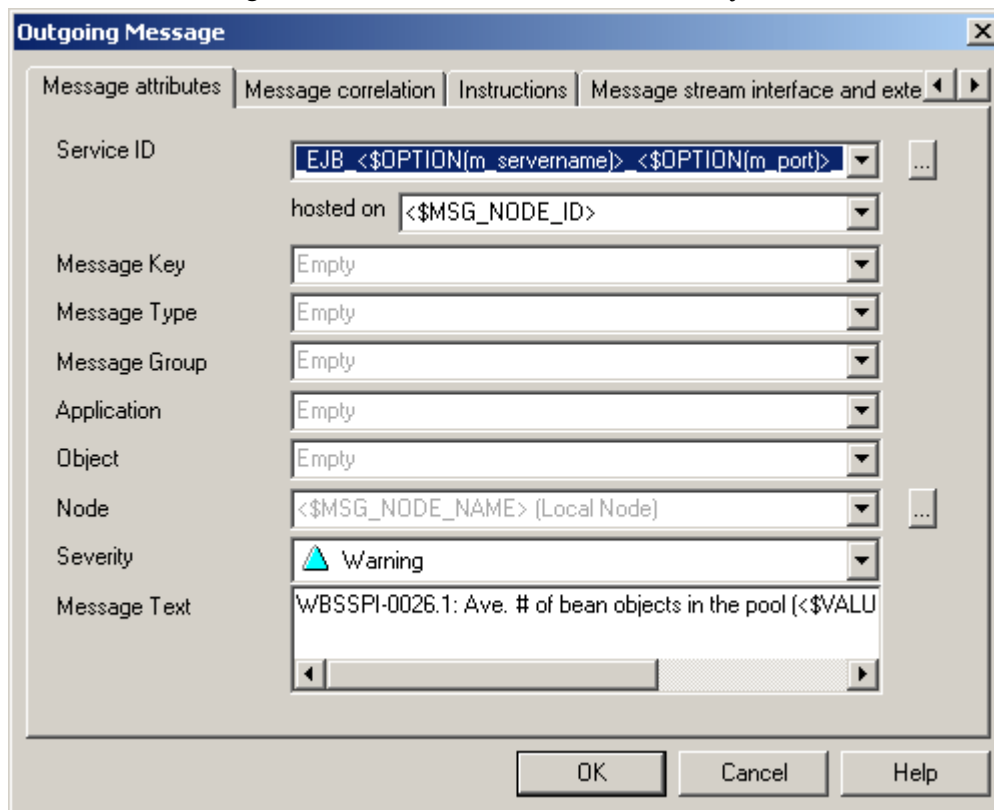 Outgoing Message
Message attributes Message correlation Instructions Message stream interface and exte
Service ID _EJB_<$OPTION(m_servername)>_<$OPTION(m_port)>_ ...
hosted on <$MSG_NODE_ID>
Message Key Empty
Message Type Empty
Message Group Empty
Application Empty
Object Empty
Node <$MSG_NODE_NAME> (Local Node) ...
Severity Warning
Message Text WBSSPI-0026.1: Ave. # of bean objects in the pool (<$VALU
OK Cancel Help